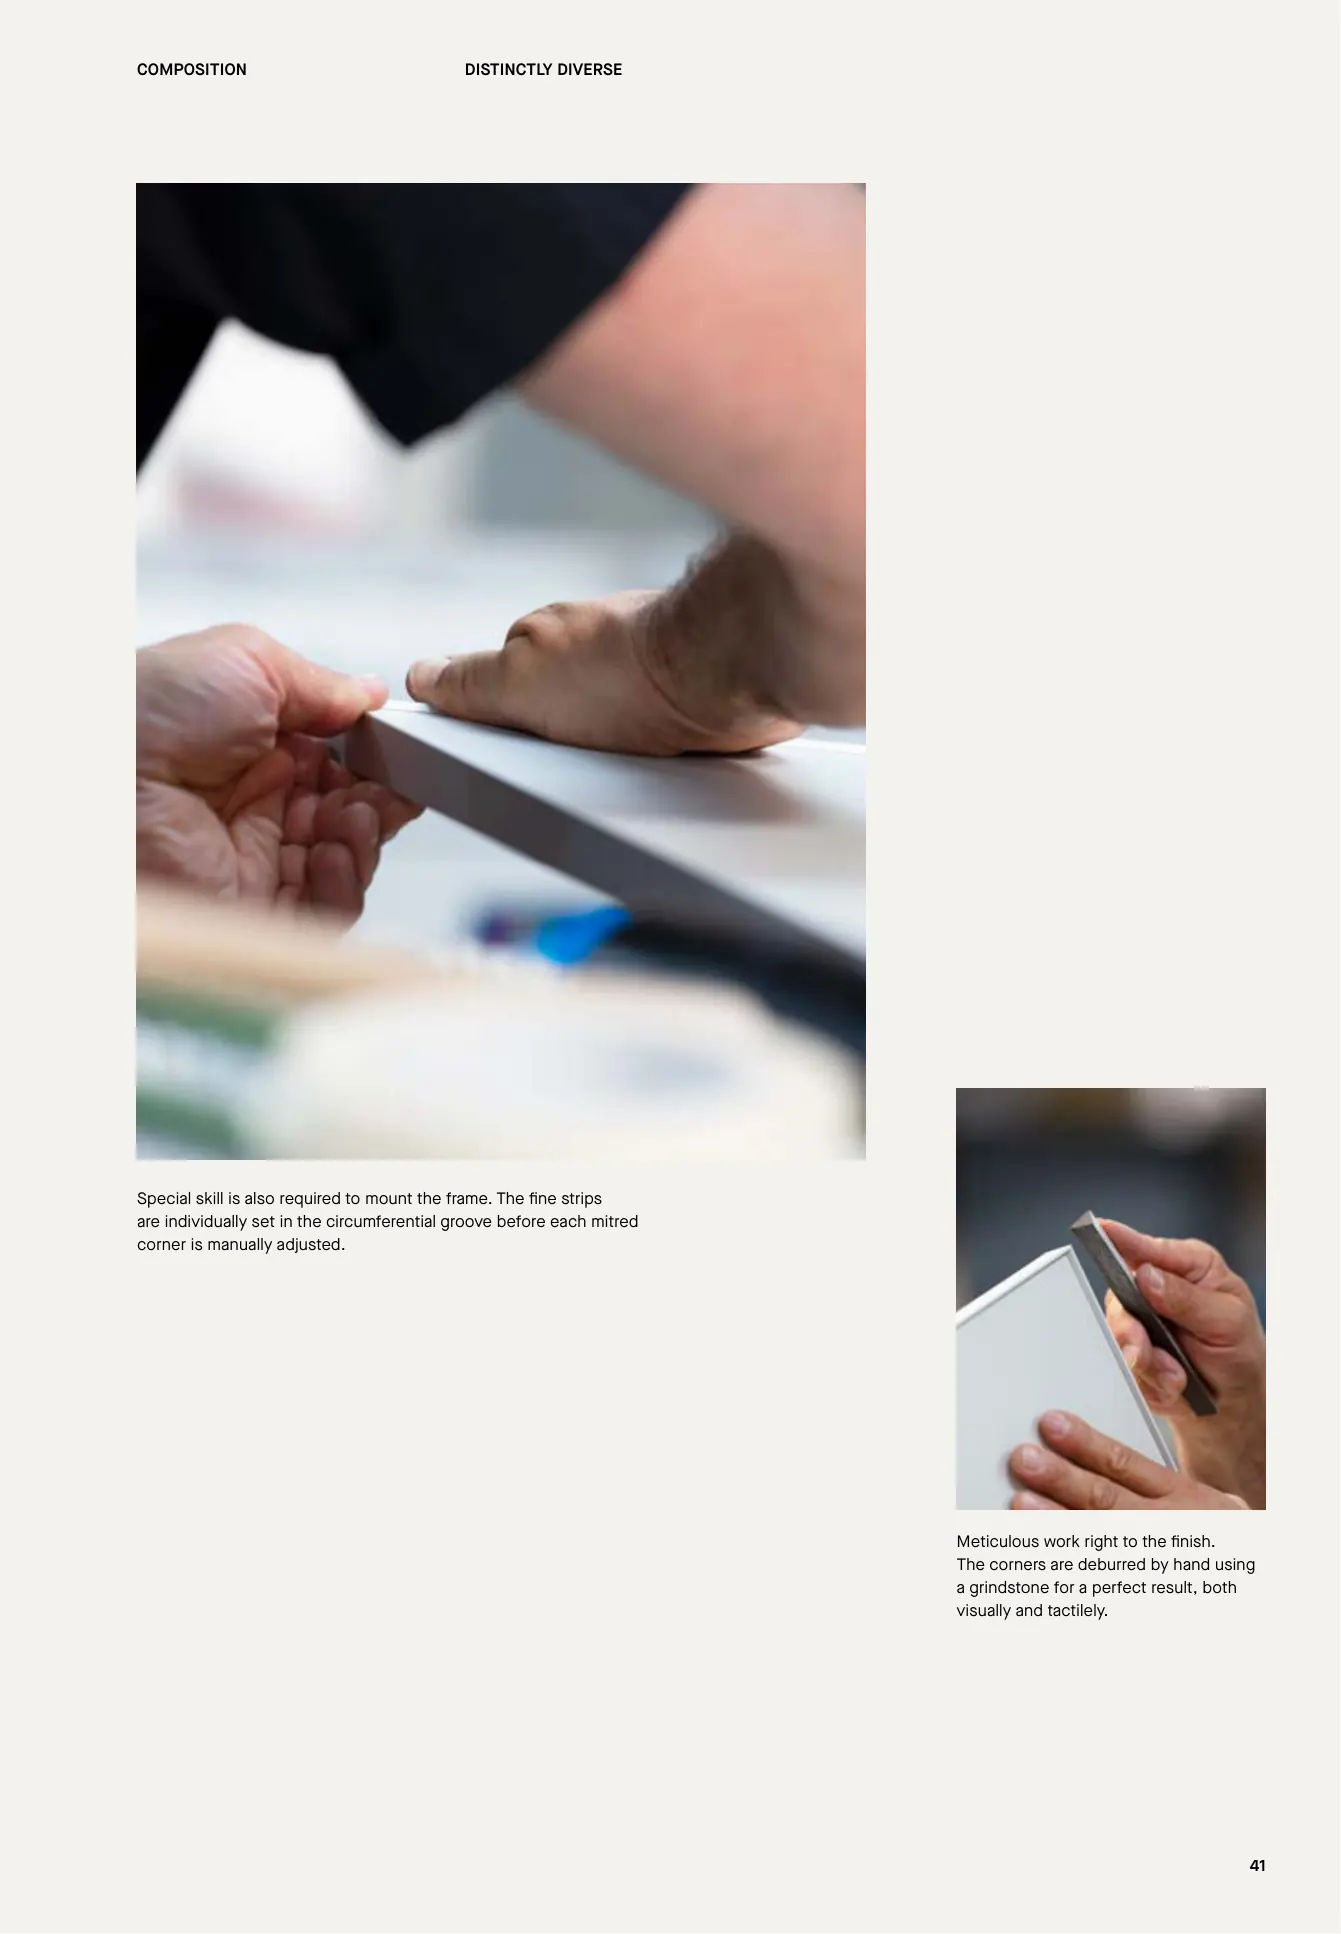 COMPOSITION
DISTINCTLY DIVERSE
Special skill is also required to mount the frame. The fine strips
are individually set in the circumferential groove before each mitred
corner is manually adjusted.
Meticulous work right to the finish.
The corners are deburred by hand using
a grindstone for a perfect result, both
visually and tactilely.
41